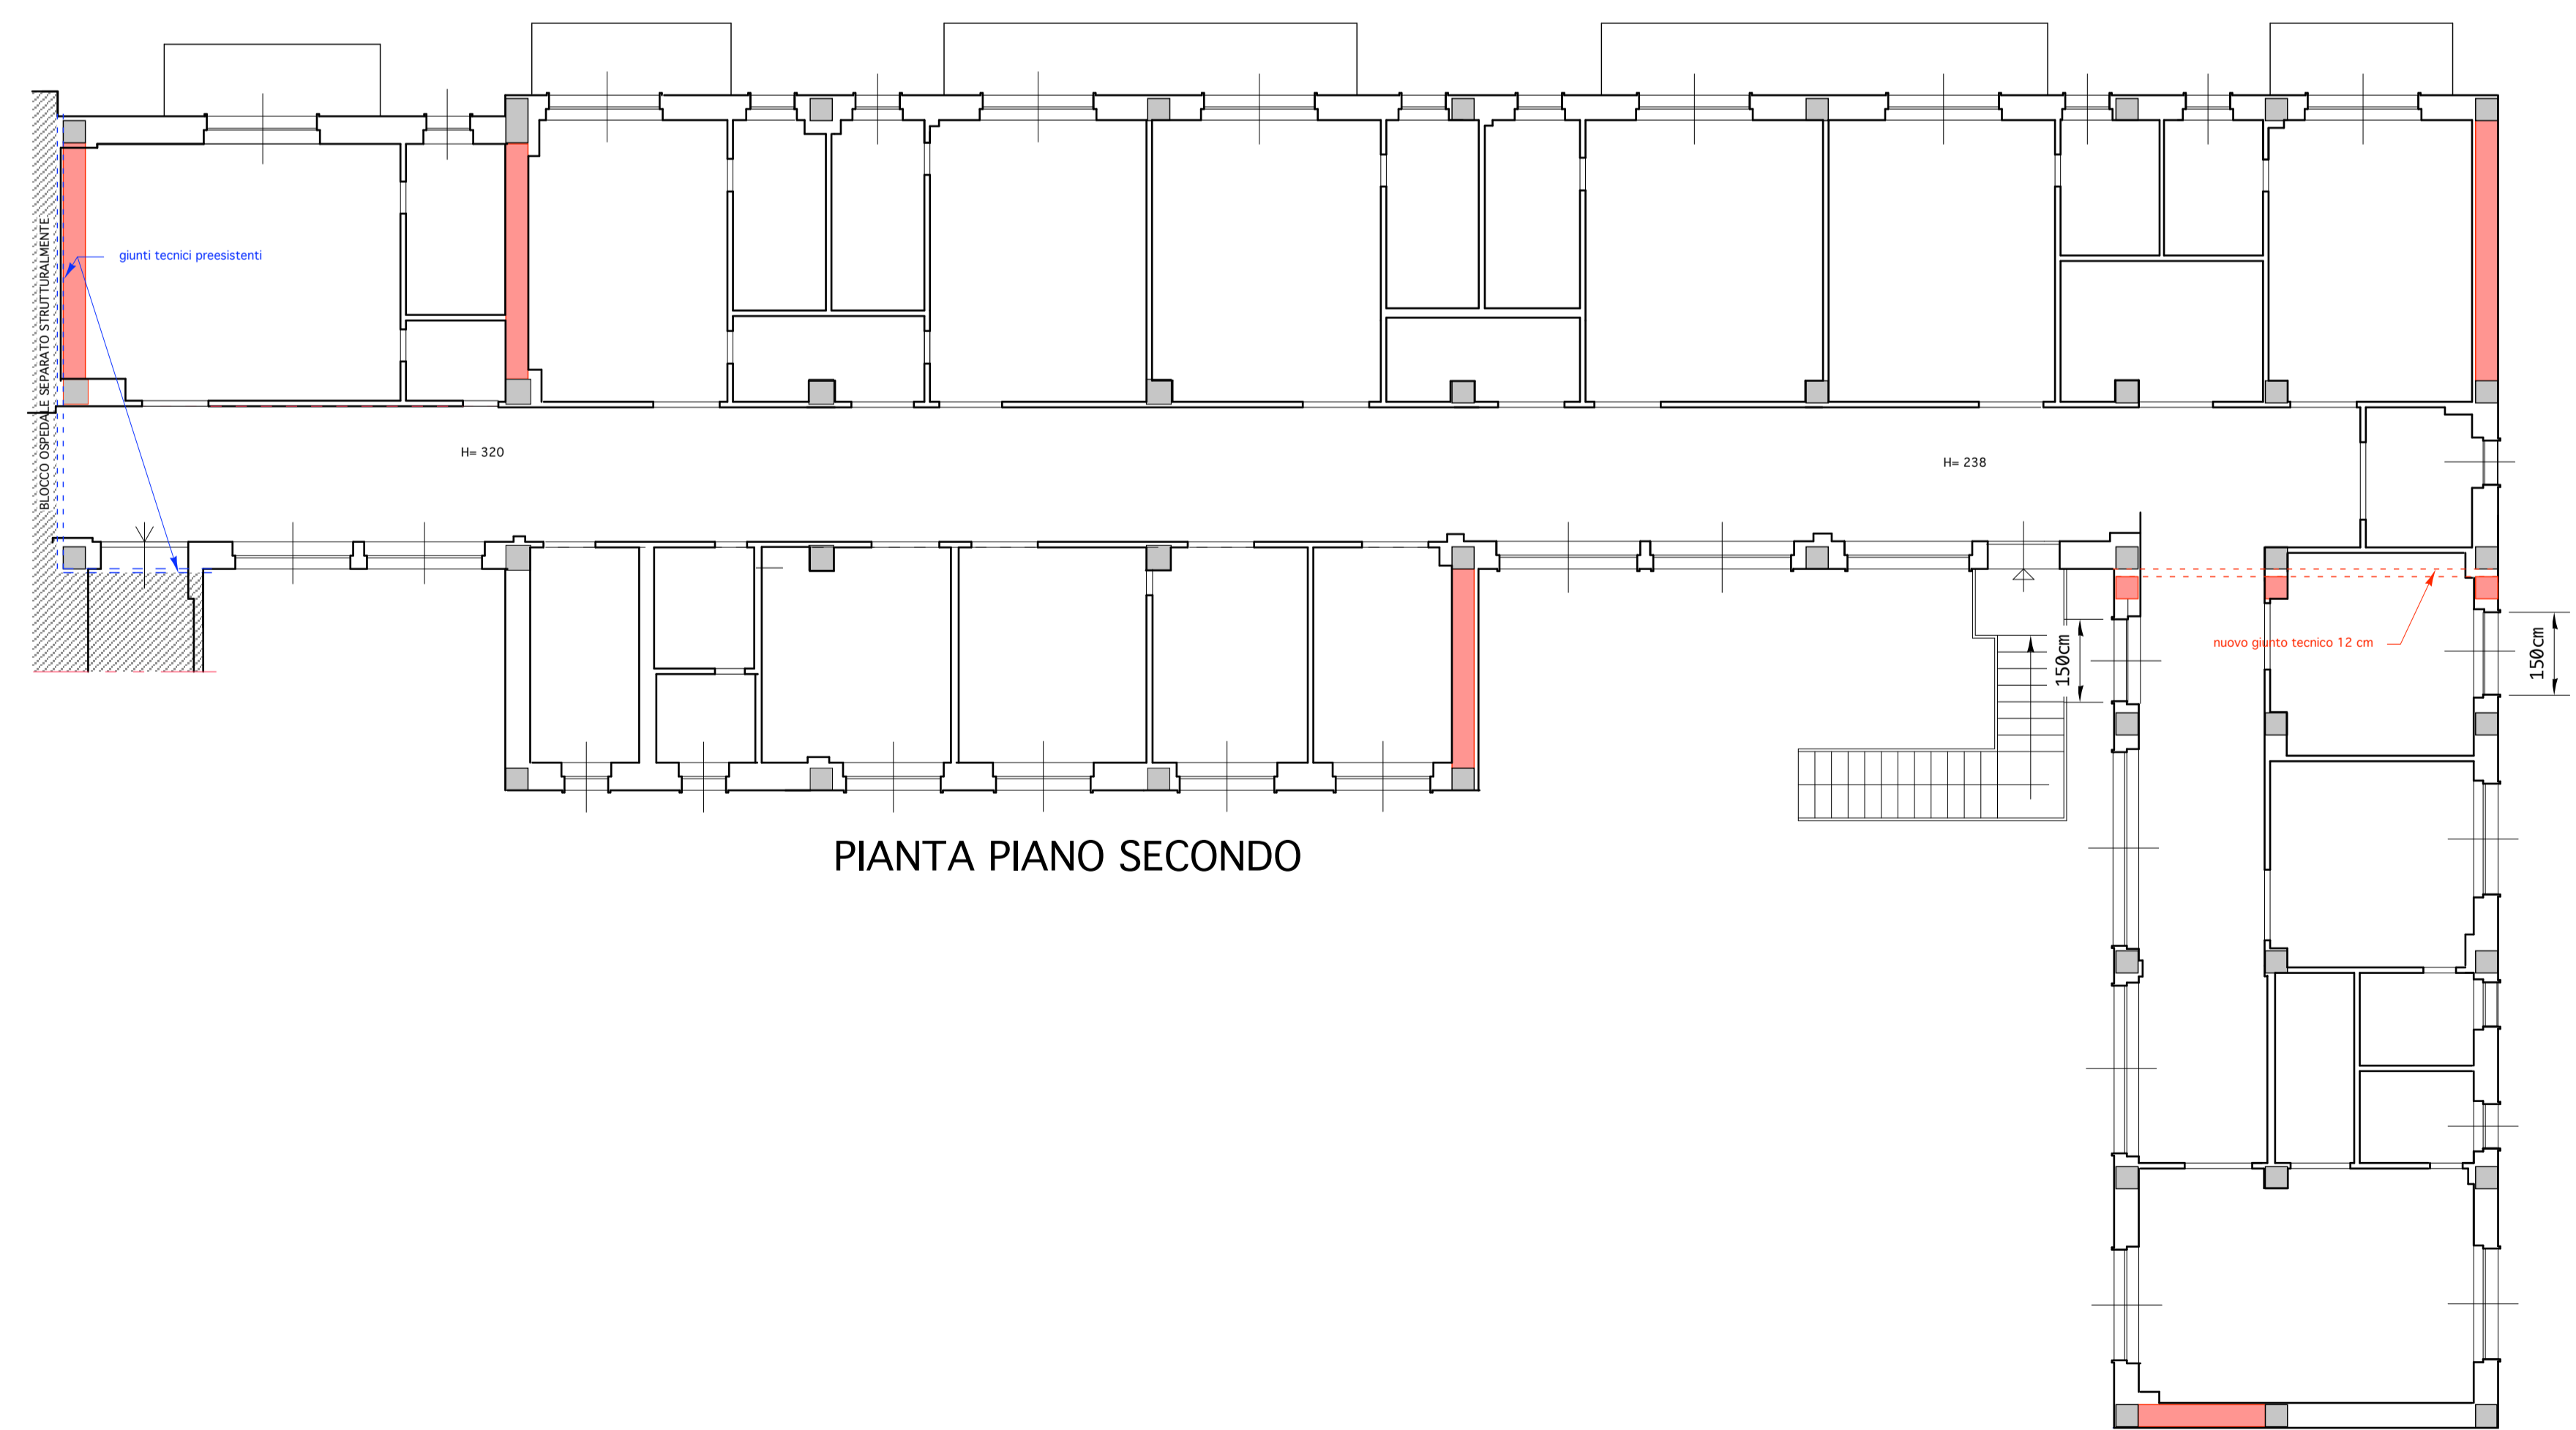 giunti tecnici preesistenti
BLOCCO OSPEDALE SEPARATO STRUTTURALMENTE
H= 320
H= 238
nuovo giunto tecnico 12 cm
150cm
150cm
PIANTA PIANO SECONDO